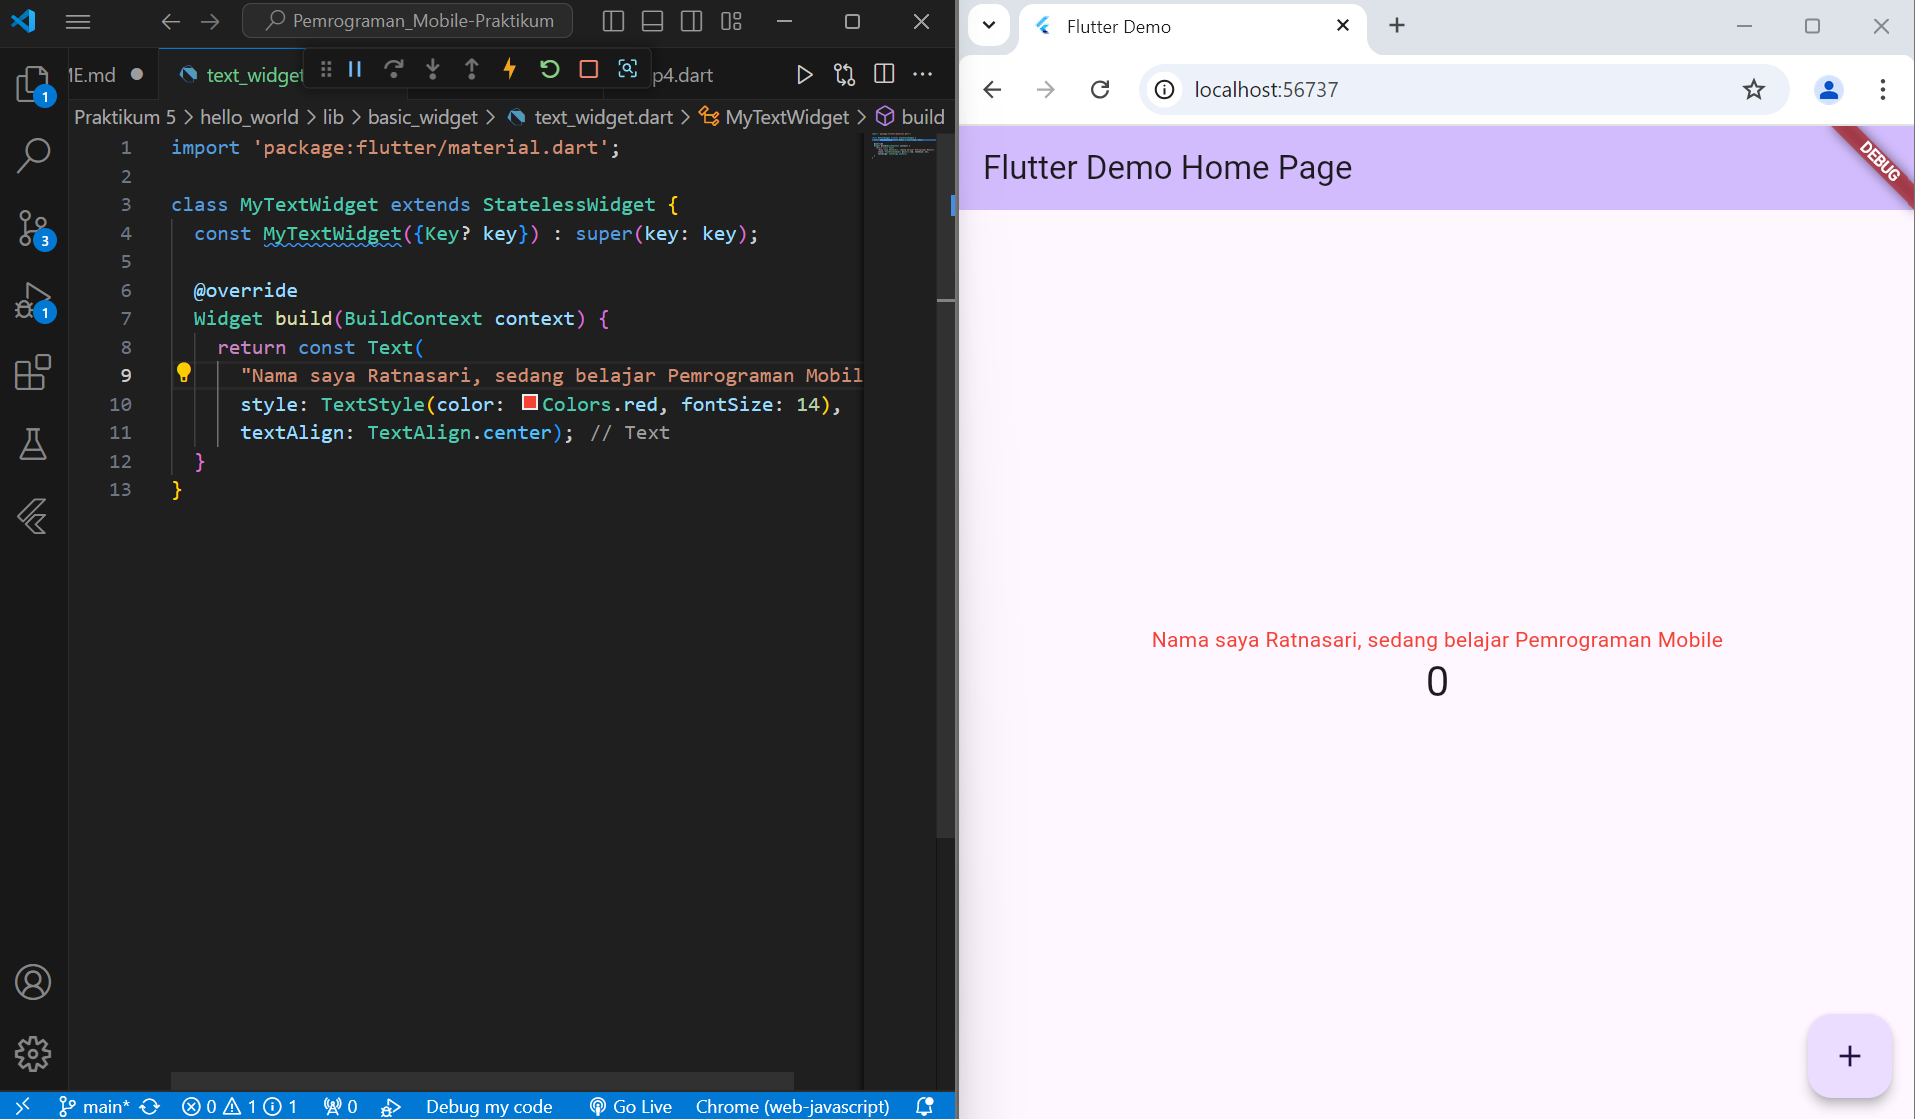 Pemrograman_Mobile-Praktikum
ME.md
text_widget
p4.dart
Praktikum 5 > hello_world > lib > basic_widget > text_widget.dart > MyTextWidget > build
1 import 'package:flutter/material.dart';
2
3 class MyTextWidget extends StatelessWidget {
4 const MyTextWidget({Key? key}) : super(key: key);
5
6 @override
7 Widget build(BuildContext context) {
8 return const Text(
9 "Nama saya Ratnasari, sedang belajar Pemrograman Mobil
10 style: TextStyle(color: Colors.red, fontSize: 14),
11 textAlign: TextAlign.center); // Text
12 }
13 }
1
3
1
main* 0 1 1 0 Debug my code Go Live Chrome (web-javascript)
Flutter Demo
localhost:56737
Flutter Demo Home Page
DEBUG
Nama saya Ratnasari, sedang belajar Pemrograman Mobile
0
+